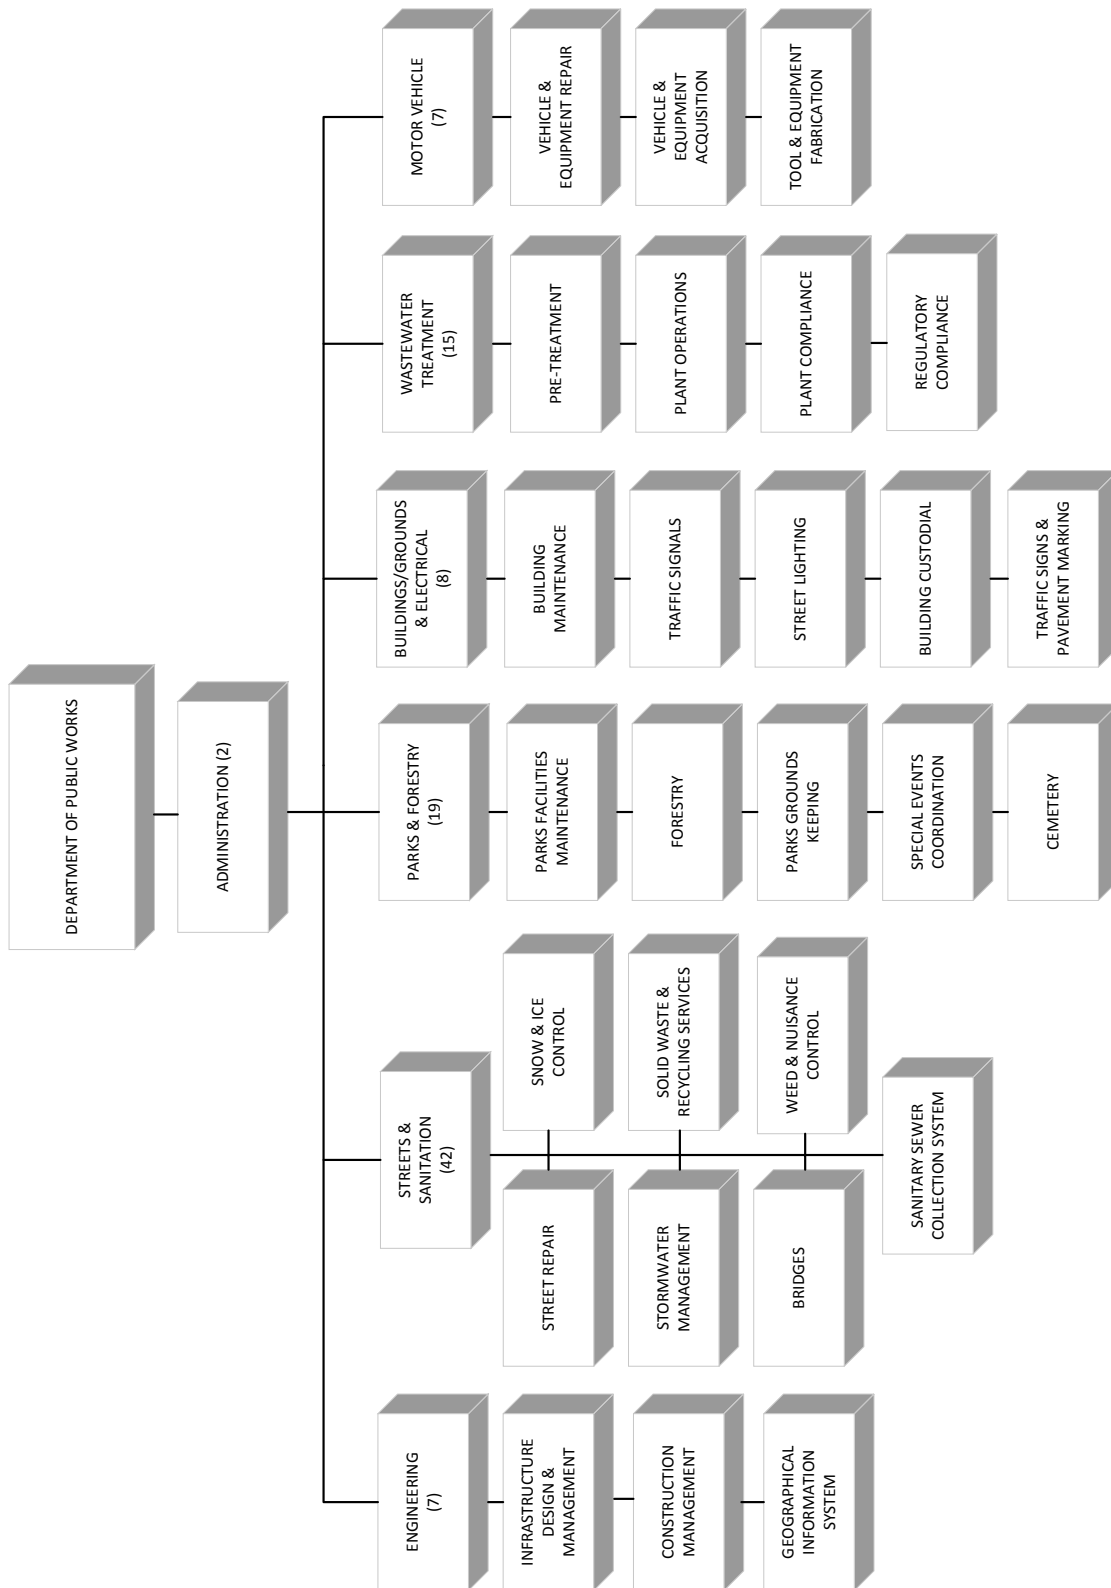 DEPARTMENT OF PUBLIC WORKS
ADMINISTRATION (2)
ENGINEERING
(7)
INFRASTRUCTURE
DESIGN &
MANAGEMENT
CONSTRUCTION
MANAGEMENT
GEOGRAPHICAL
INFORMATION
SYSTEM
STREETS &
SANITATION
(42)
STREET REPAIR
SNOW & ICE
CONTROL
STORMWATER
MANAGEMENT
SOLID WASTE &
RECYCLING SERVICES
BRIDGES
WEED & NUISANCE
CONTROL
SANITARY SEWER
COLLECTION SYSTEM
PARKS & FORESTRY
(19)
PARKS FACILITIES
MAINTENANCE
FORESTRY
PARKS GROUNDS
KEEPING
SPECIAL EVENTS
COORDINATION
CEMETERY
BUILDINGS/GROUNDS
& ELECTRICAL
(8)
BUILDING
MAINTENANCE
TRAFFIC SIGNALS
STREET LIGHTING
BUILDING CUSTODIAL
TRAFFIC SIGNS &
PAVEMENT MARKING
WASTEWATER
TREATMENT
(15)
PRE-TREATMENT
PLANT OPERATIONS
PLANT COMPLIANCE
REGULATORY
COMPLIANCE
MOTOR VEHICLE
(7)
VEHICLE &
EQUIPMENT REPAIR
VEHICLE &
EQUIPMENT
ACQUISITION
TOOL & EQUIPMENT
FABRICATION